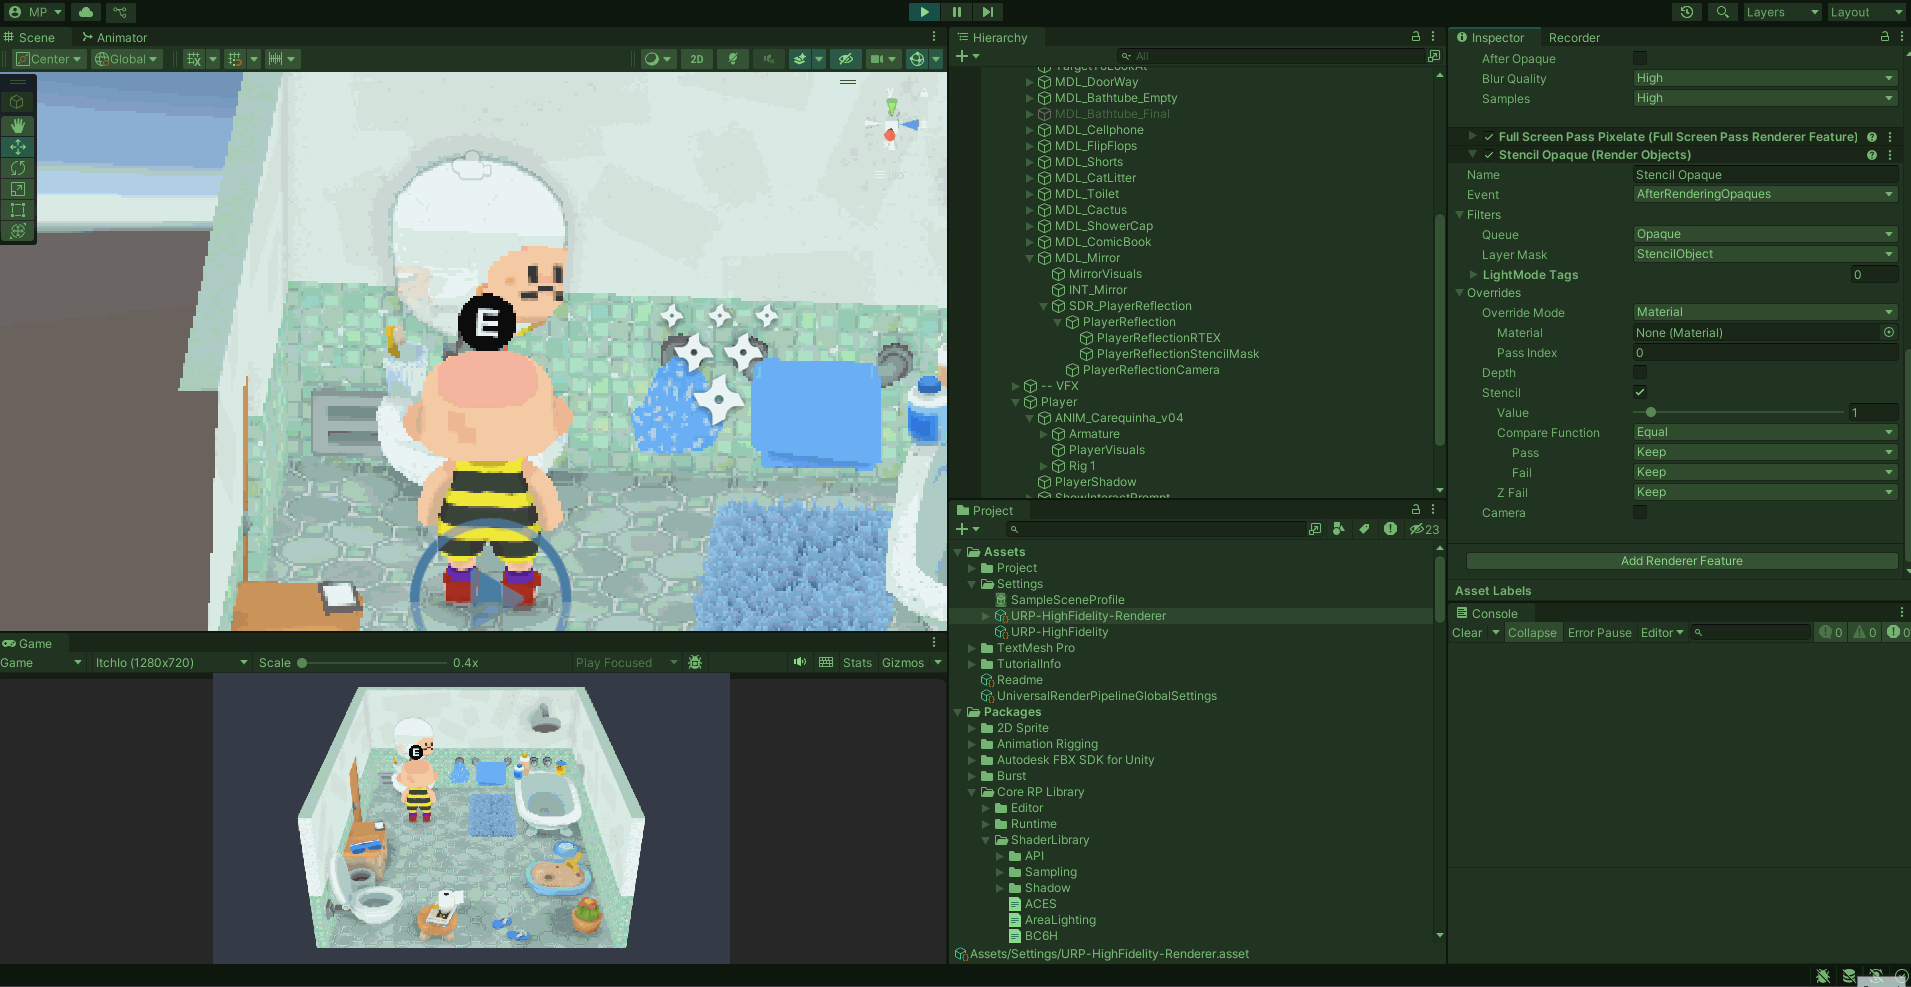 MP
Layers
Layout
Scene
Animator
Center
Global
2D
y
x
E
Game
Game
ItchIo (1280x720)
Scale
0.4x
Play Focused
Stats
Gizmos
E
Hierarchy
All
TargetToLookAt
MDL_DoorWay
MDL_Bathtube_Empty
MDL_Bathtube_Final
MDL_Cellphone
MDL_FlipFlops
MDL_Shorts
MDL_CatLitter
MDL_Toilet
MDL_Cactus
MDL_ShowerCap
MDL_ComicBook
MDL_Mirror
MirrorVisuals
INT_Mirror
SDR_PlayerReflection
PlayerReflection
PlayerReflectionRTEX
PlayerReflectionStencilMask
PlayerReflectionCamera
-- VFX
Player
ANIM_Carequinha_v04
Armature
PlayerVisuals
Rig 1
PlayerShadow
ShowInteractPrompt
Project
23
Assets
Project
Settings
SampleSceneProfile
URP-HighFidelity-Renderer
URP-HighFidelity
TextMesh Pro
TutorialInfo
Readme
UniversalRenderPipelineGlobalSettings
Packages
2D Sprite
Animation Rigging
Autodesk FBX SDK for Unity
Burst
Core RP Library
Editor
Runtime
ShaderLibrary
API
Sampling
Shadow
ACES
AreaLighting
BC6H
Assets/Settings/URP-HighFidelity-Renderer.asset
Inspector
Recorder
After Opaque
Blur Quality High
Samples High
Full Screen Pass Pixelate (Full Screen Pass Renderer Feature)
Stencil Opaque (Render Objects)
Name Stencil Opaque
Event AfterRenderingOpaques
Filters
Queue Opaque
Layer Mask StencilObject
LightMode Tags 0
Overrides
Override Mode Material
Material None (Material)
Pass Index 0
Depth
Stencil
Value 1
Compare Function Equal
Pass Keep
Fail Keep
Z Fail Keep
Camera
Add Renderer Feature
Asset Labels
Console
Clear Collapse Error Pause Editor 0 0 0